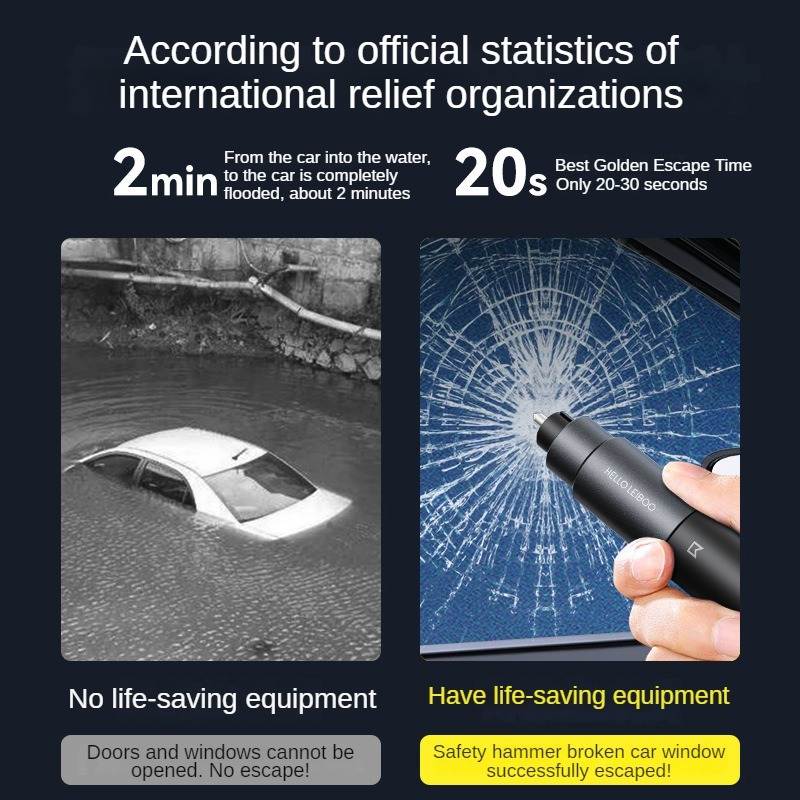 According to official statistics of
international relief organizations
2min
From the car into the water,
to the car is completely
flooded, about 2 minutes
20s
Best Golden Escape Time
Only 20-30 seconds
HELLO LEIBOO
No life-saving equipment
Have life-saving equipment
Doors and windows cannot be
opened. No escape!
Safety hammer broken car window
successfully escaped!